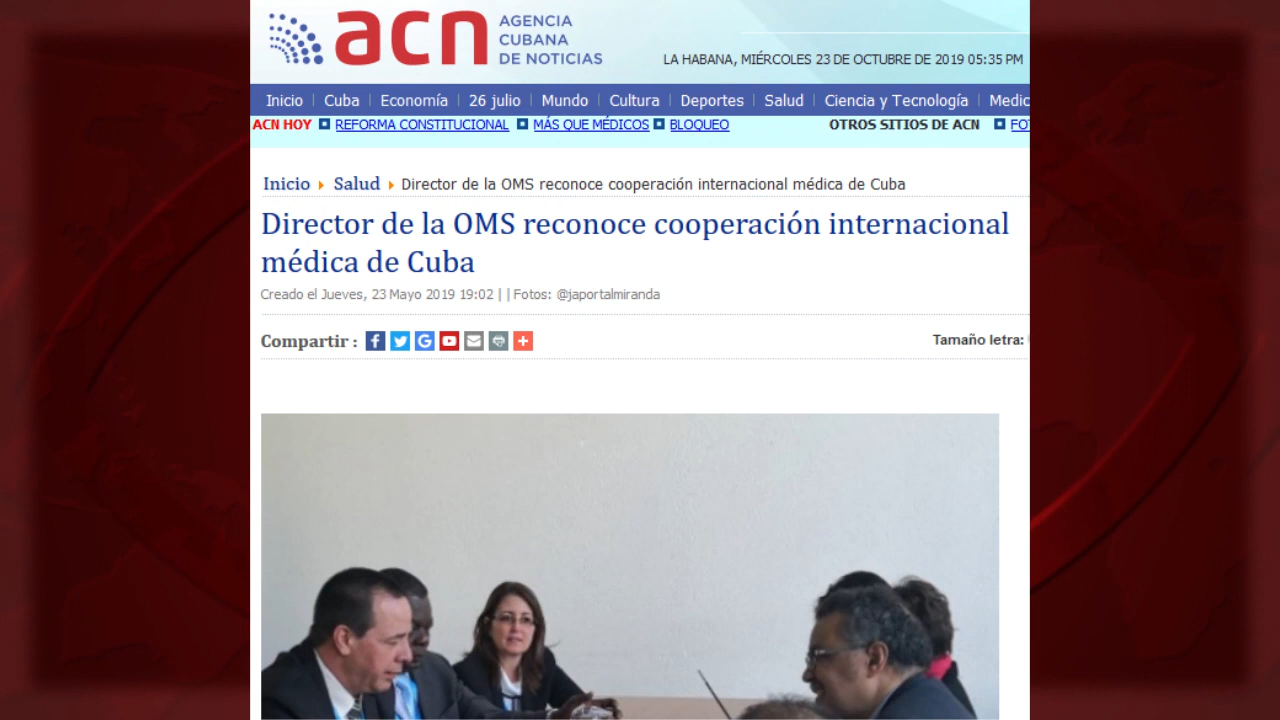 acn
AGENCIA
CUBANA
DE NOTICIAS
LA HABANA, MIÉRCOLES 23 DE OCTUBRE DE 2019 05:35 PM
Inicio Cuba Economía 26 julio Mundo Cultura Deportes Salud Ciencia y Tecnología Medic
ACN HOY REFORMA CONSTITUCIONAL MÁS QUE MÉDICOS BLOQUEO OTROS SITIOS DE ACN FO
Inicio Salud Director de la OMS reconoce cooperación internacional médica de Cuba
Director de la OMS reconoce cooperación internacional
médica de Cuba
Creado el Jueves, 23 Mayo 2019 19:02 | | Fotos: @japortalmiranda
Compartir : Tamaño letra: